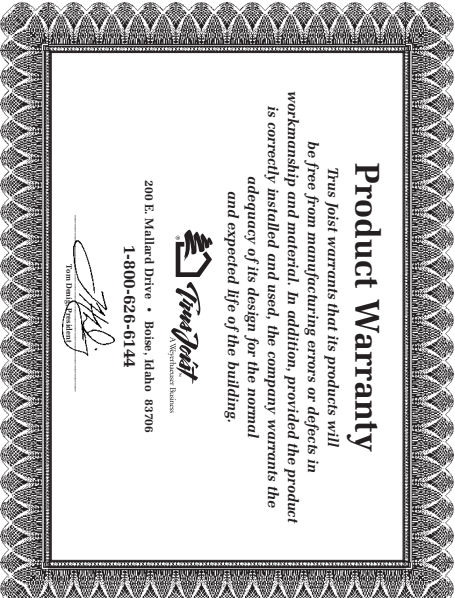 Product Warranty
Trus Joist warrants that its products will
be free from manufacturing errors or defects in
workmanship and material. In addition, provided the product
is correctly installed and used, the company warrants the
adequacy of its design for the normal
and expected life of the building.
TrusJoist™
A Weyerhaeuser Business
®
200 E. Mallard Drive • Boise, Idaho 83706
1-800-626-6144
Tom Denig, President